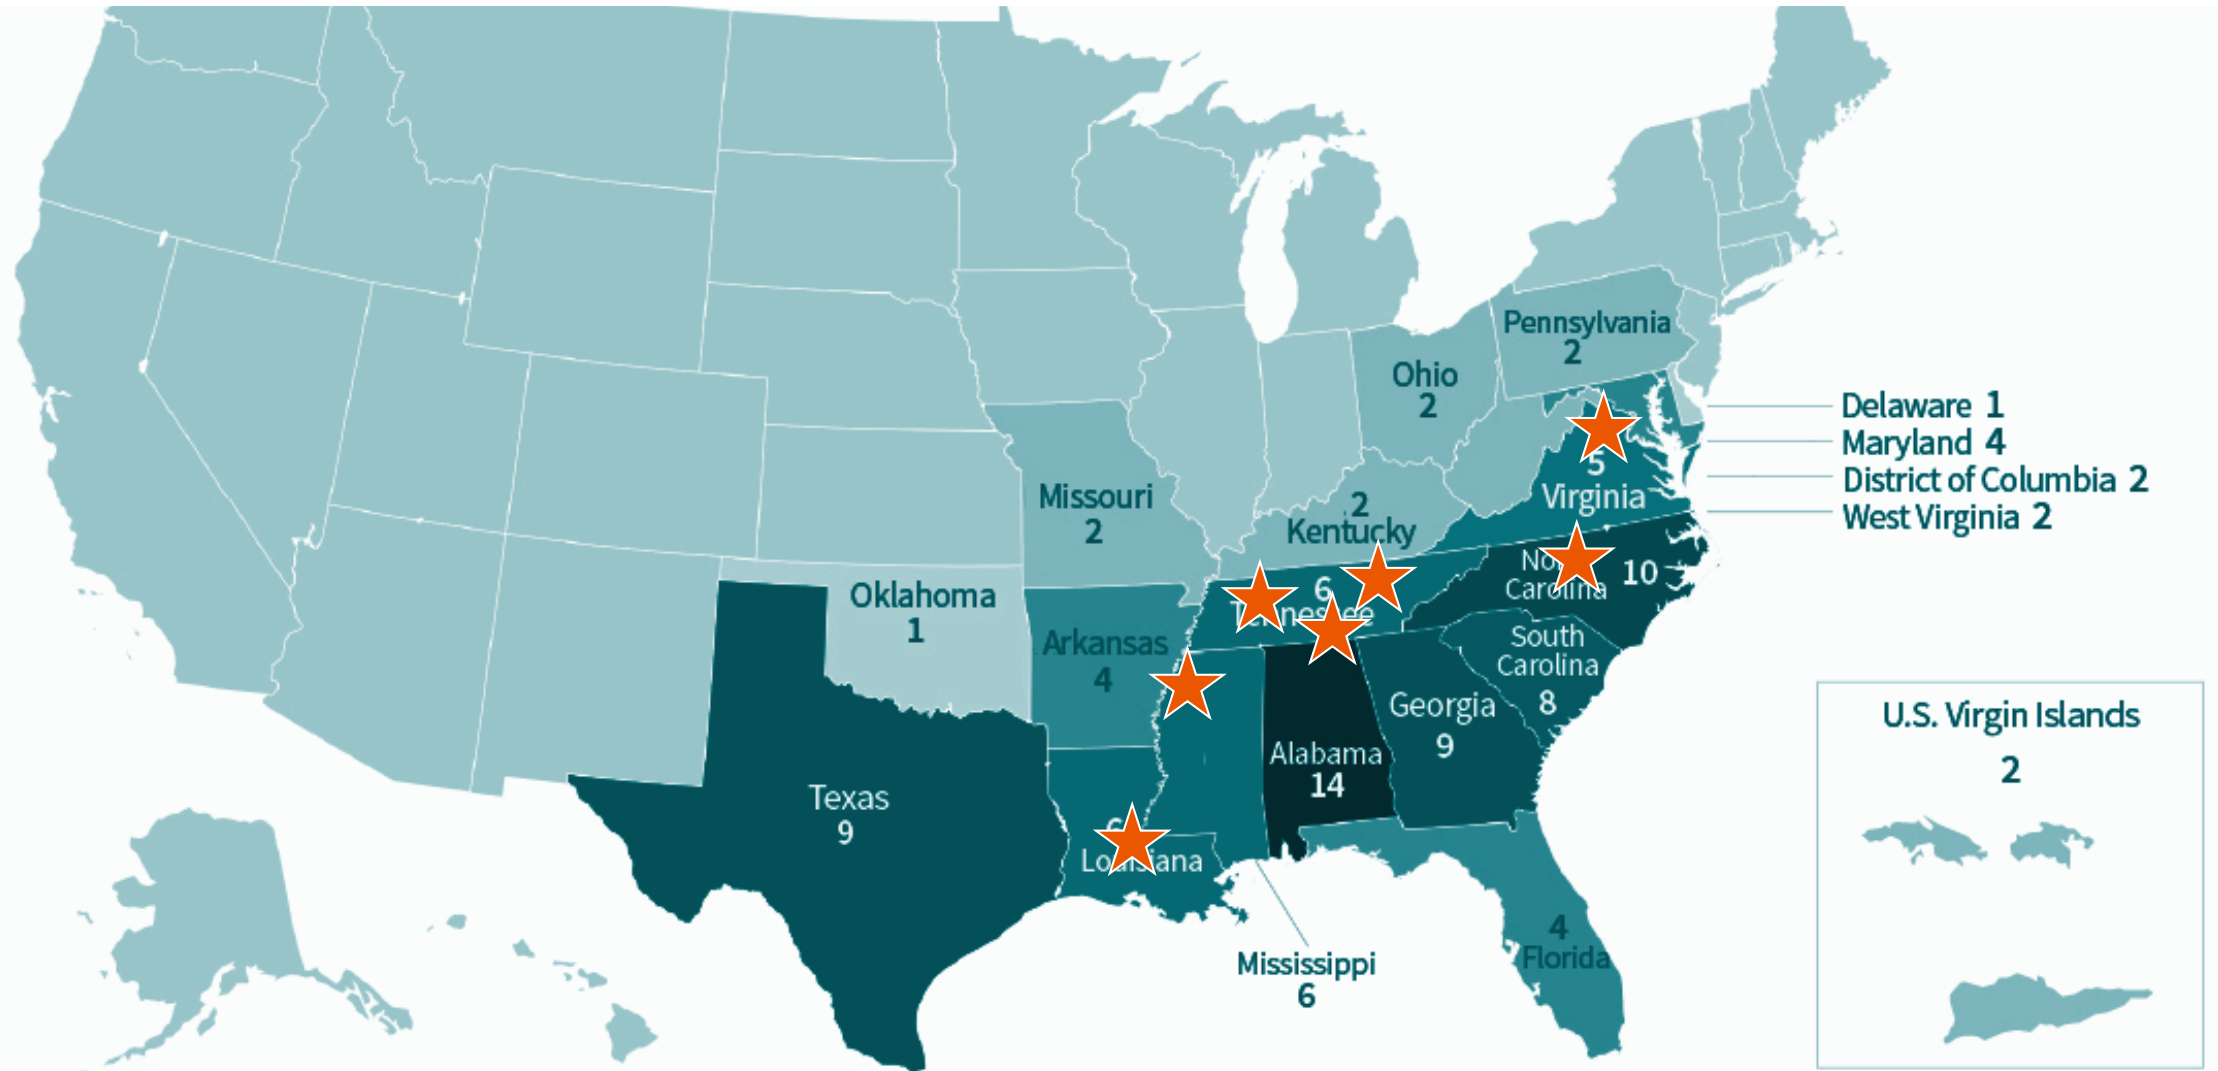 Pennsylvania
2
Ohio
2
Delaware 1
Maryland 4
District of Columbia 2
West Virginia 2
5
Virginia
Missouri
2
2
Kentucky
Oklahoma
1
Arkansas
4
6
Carolina
10
South
Carolina
8
Georgia
9
Alabama
14
Texas
9
Mississippi
6
4
Florida
U.S. Virgin Islands
2